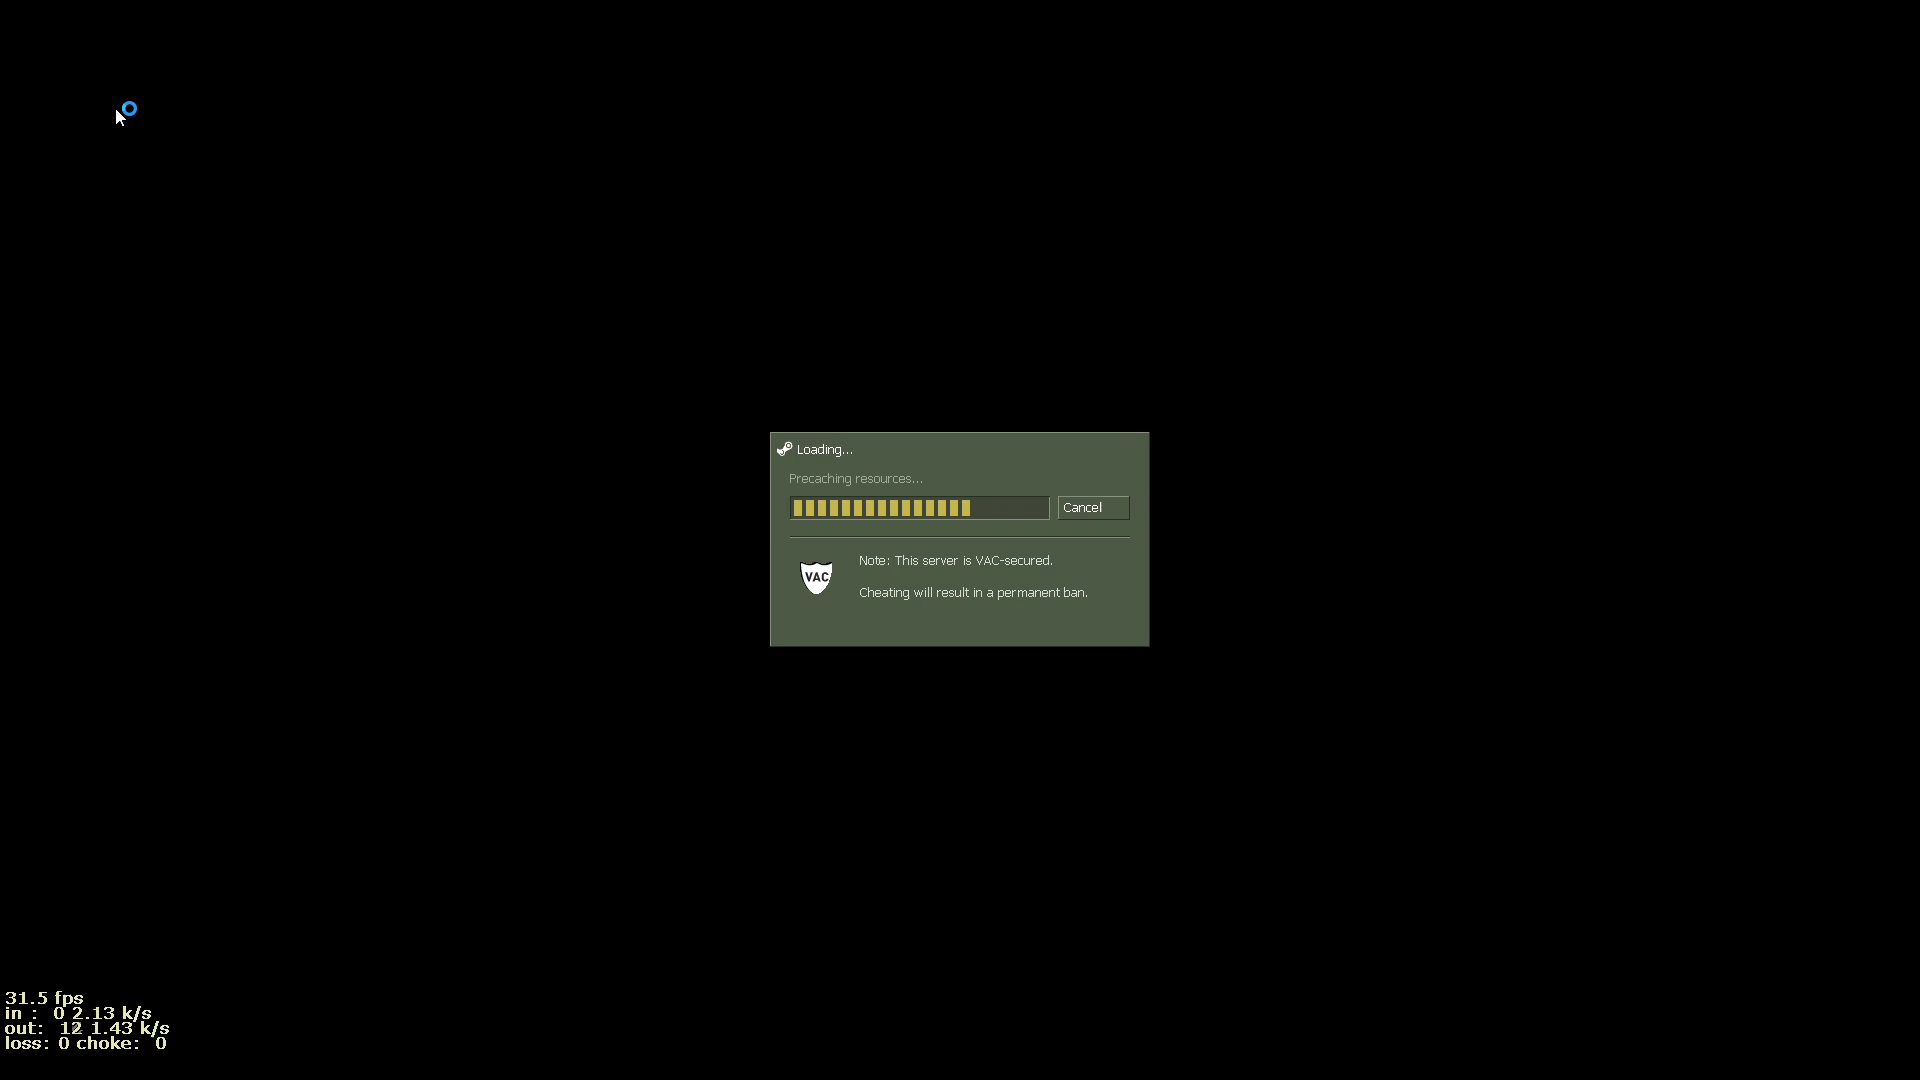 Loading...
Precaching resources...
Cancel
Note: This server is VAC-secured.
VAC
Cheating will result in a permanent ban.
31.5 fps
in :  0 2.13 k/s
out:  12 1.43 k/s
loss: 0 choke:  0